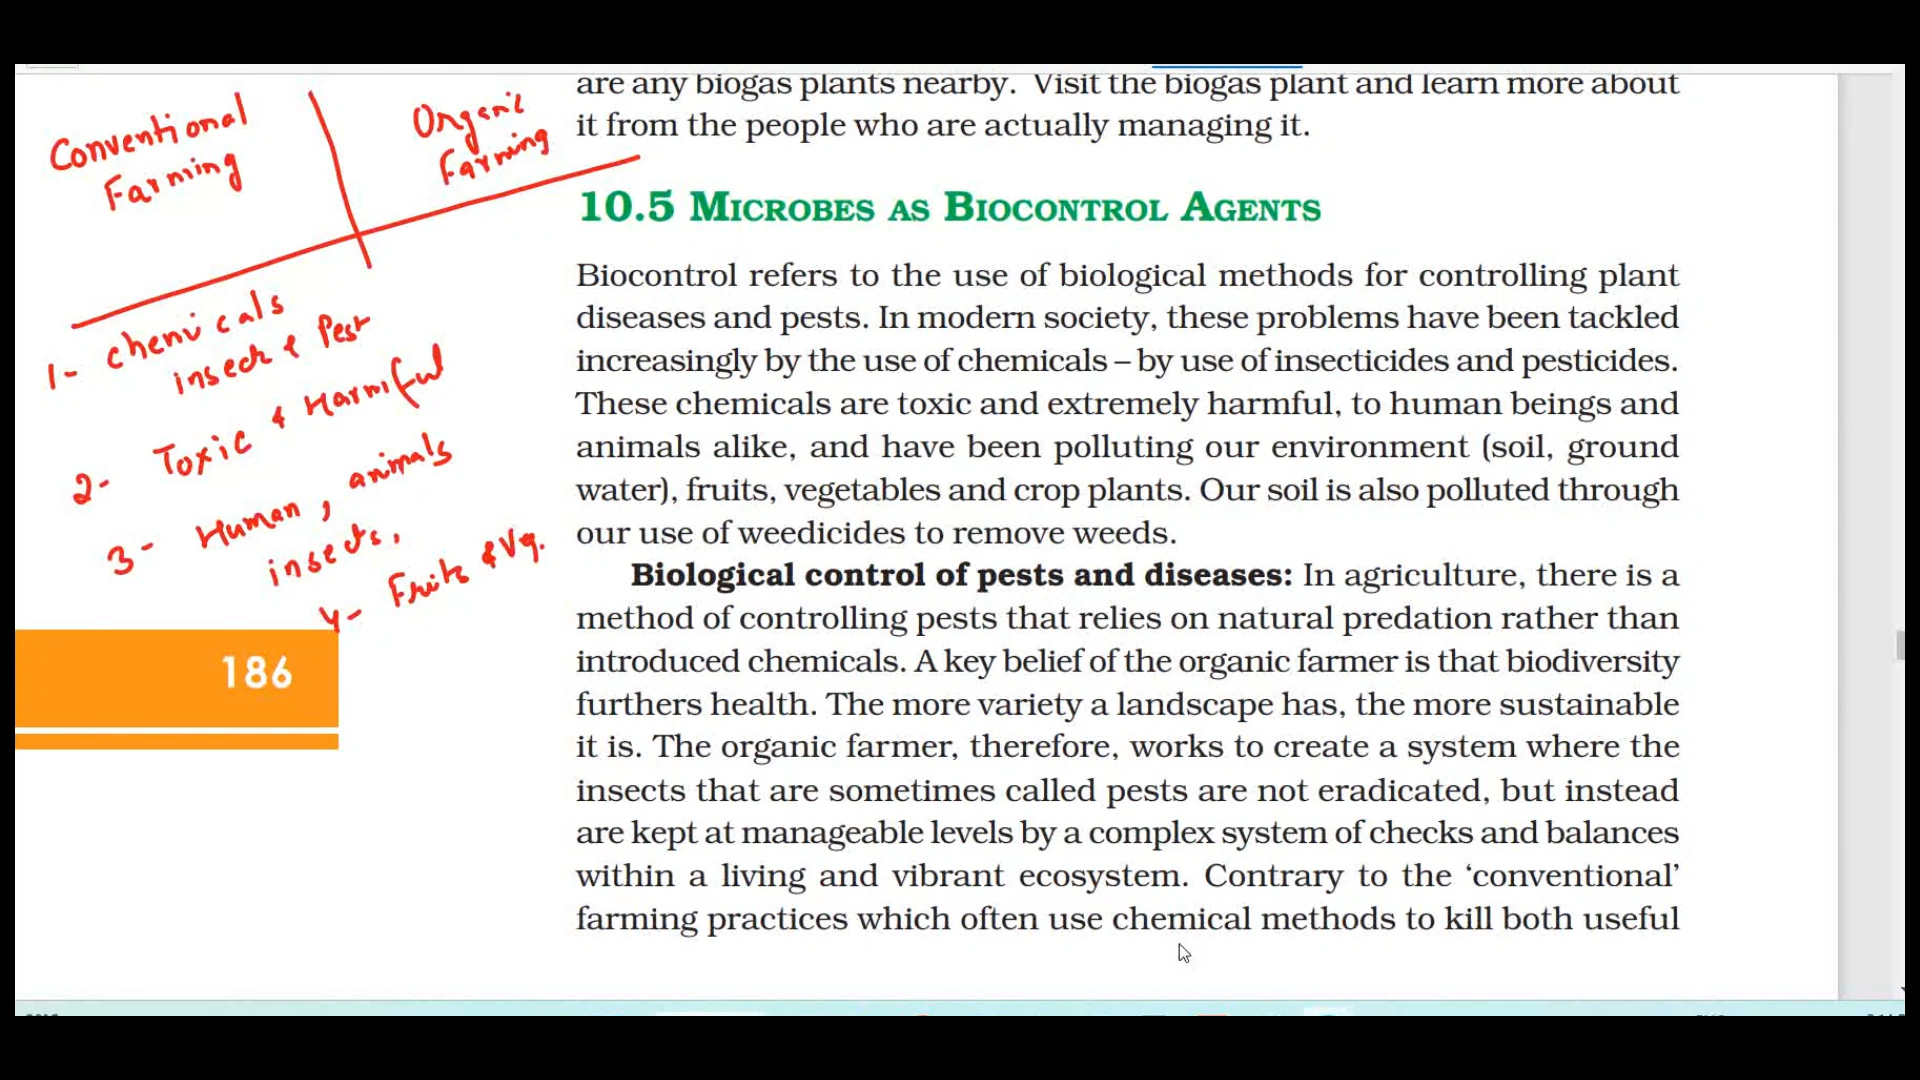 Conventional
Farming
Organic
Farming
1- chemicals
insect & Pest
2- Toxic & Harmiful
3- Human, animals
insects,
4- Fruits & Veg.
186
are any biogas plants nearby. Visit the biogas plant and learn more about
it from the people who are actually managing it.
10.5 MICROBES AS BIOCONTROL AGENTS
Biocontrol refers to the use of biological methods for controlling plant
diseases and pests. In modern society, these problems have been tackled
increasingly by the use of chemicals – by use of insecticides and pesticides.
These chemicals are toxic and extremely harmful, to human beings and
animals alike, and have been polluting our environment (soil, ground
water), fruits, vegetables and crop plants. Our soil is also polluted through
our use of weedicides to remove weeds.
Biological control of pests and diseases: In agriculture, there is a
method of controlling pests that relies on natural predation rather than
introduced chemicals. A key belief of the organic farmer is that biodiversity
furthers health. The more variety a landscape has, the more sustainable
it is. The organic farmer, therefore, works to create a system where the
insects that are sometimes called pests are not eradicated, but instead
are kept at manageable levels by a complex system of checks and balances
within a living and vibrant ecosystem. Contrary to the ‘conventional’
farming practices which often use chemical methods to kill both useful